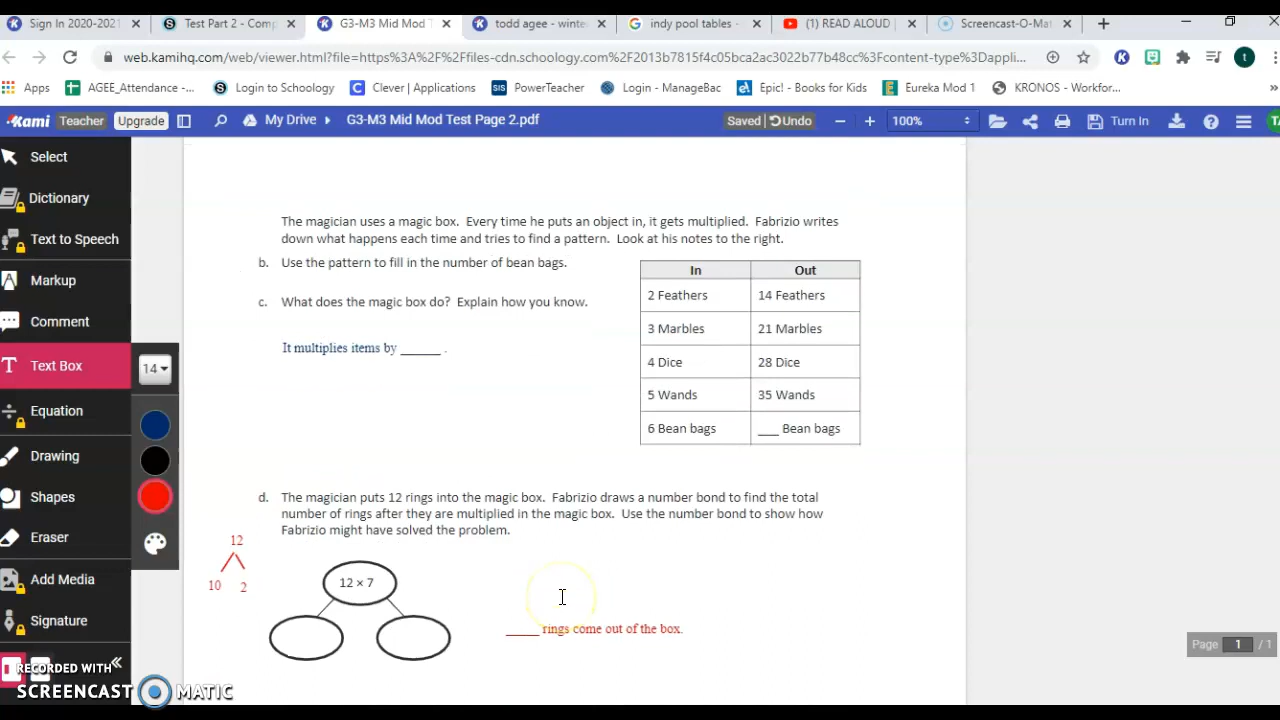 Sign In 2020-2021
Test Part 2 - Comp
G3-M3 Mid Mod T
todd agee - winte
indy pool tables -
(1) READ ALOUD |
Screencast-O-Mat
web.kamihq.com/web/viewer.html?file=https%3A%2F%2Ffiles-cdn.schoology.com%2F2013b7815f4c05bca2ac3022b77b48cc%3Fcontent-type%3Dappli...
t
Apps
AGEE_Attendance -...
Login to Schoology
Clever | Applications
SIS PowerTeacher
Login - ManageBac
Epic! - Books for Kids
Eureka Mod 1
KRONOS - Workfor...
Kami
Teacher
Upgrade
My Drive
G3-M3 Mid Mod Test Page 2.pdf
Saved | Undo
100%
Turn In
TA
Select
Dictionary
Text to Speech
Markup
Comment
Text Box
14
Equation
Drawing
Shapes
Eraser
Add Media
Signature
The magician uses a magic box. Every time he puts an object in, it gets multiplied. Fabrizio writes
down what happens each time and tries to find a pattern. Look at his notes to the right.
b. Use the pattern to fill in the number of bean bags.
c. What does the magic box do? Explain how you know.
It multiplies items by ______ .
In Out
2 Feathers 14 Feathers
3 Marbles 21 Marbles
4 Dice 28 Dice
5 Wands 35 Wands
6 Bean bags ___ Bean bags
d. The magician puts 12 rings into the magic box. Fabrizio draws a number bond to find the total
number of rings after they are multiplied in the magic box. Use the number bond to show how
Fabrizio might have solved the problem.
12
10 2
12 × 7
_____ rings come out of the box.
Page 1 / 1
RECORDED WITH
SCREENCAST MATIC